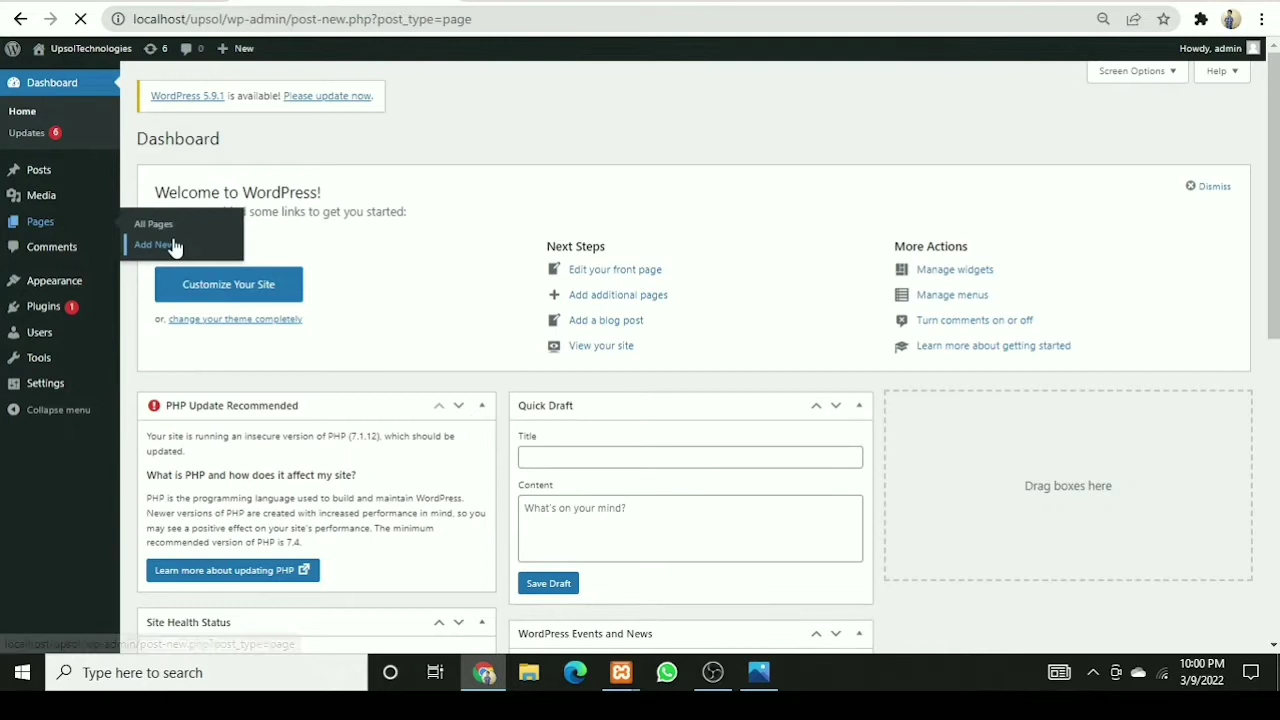 localhost/upsol/wp-admin/post-new.php?post_type=page
UpsolTechnologies 6 0 New
Howdy, admin
Screen Options Help
Dashboard
Home
Updates 6
Posts
Media
Pages
Comments
Appearance
Plugins 1
Users
Tools
Settings
Collapse menu
All Pages
Add New
WordPress 5.9.1 is available! Please update now.
Dashboard
Welcome to WordPress!
some links to get you started:
Dismiss
Customize Your Site
or, change your theme completely
Next Steps
Edit your front page
Add additional pages
Add a blog post
View your site
More Actions
Manage widgets
Manage menus
Turn comments on or off
Learn more about getting started
PHP Update Recommended
Your site is running an insecure version of PHP (7.1.12), which should be
updated.
What is PHP and how does it affect my site?
PHP is the programming language used to build and maintain WordPress.
Newer versions of PHP are created with increased performance in mind, so you
may see a positive effect on your site's performance. The minimum
recommended version of PHP is 7.4.
Learn more about updating PHP
Site Health Status
Quick Draft
Title
Content
What's on your mind?
Save Draft
WordPress Events and News
Drag boxes here
localhost/upsol/wp-admin/post-new.php?post_type=page
Type here to search
10:00 PM
3/9/2022